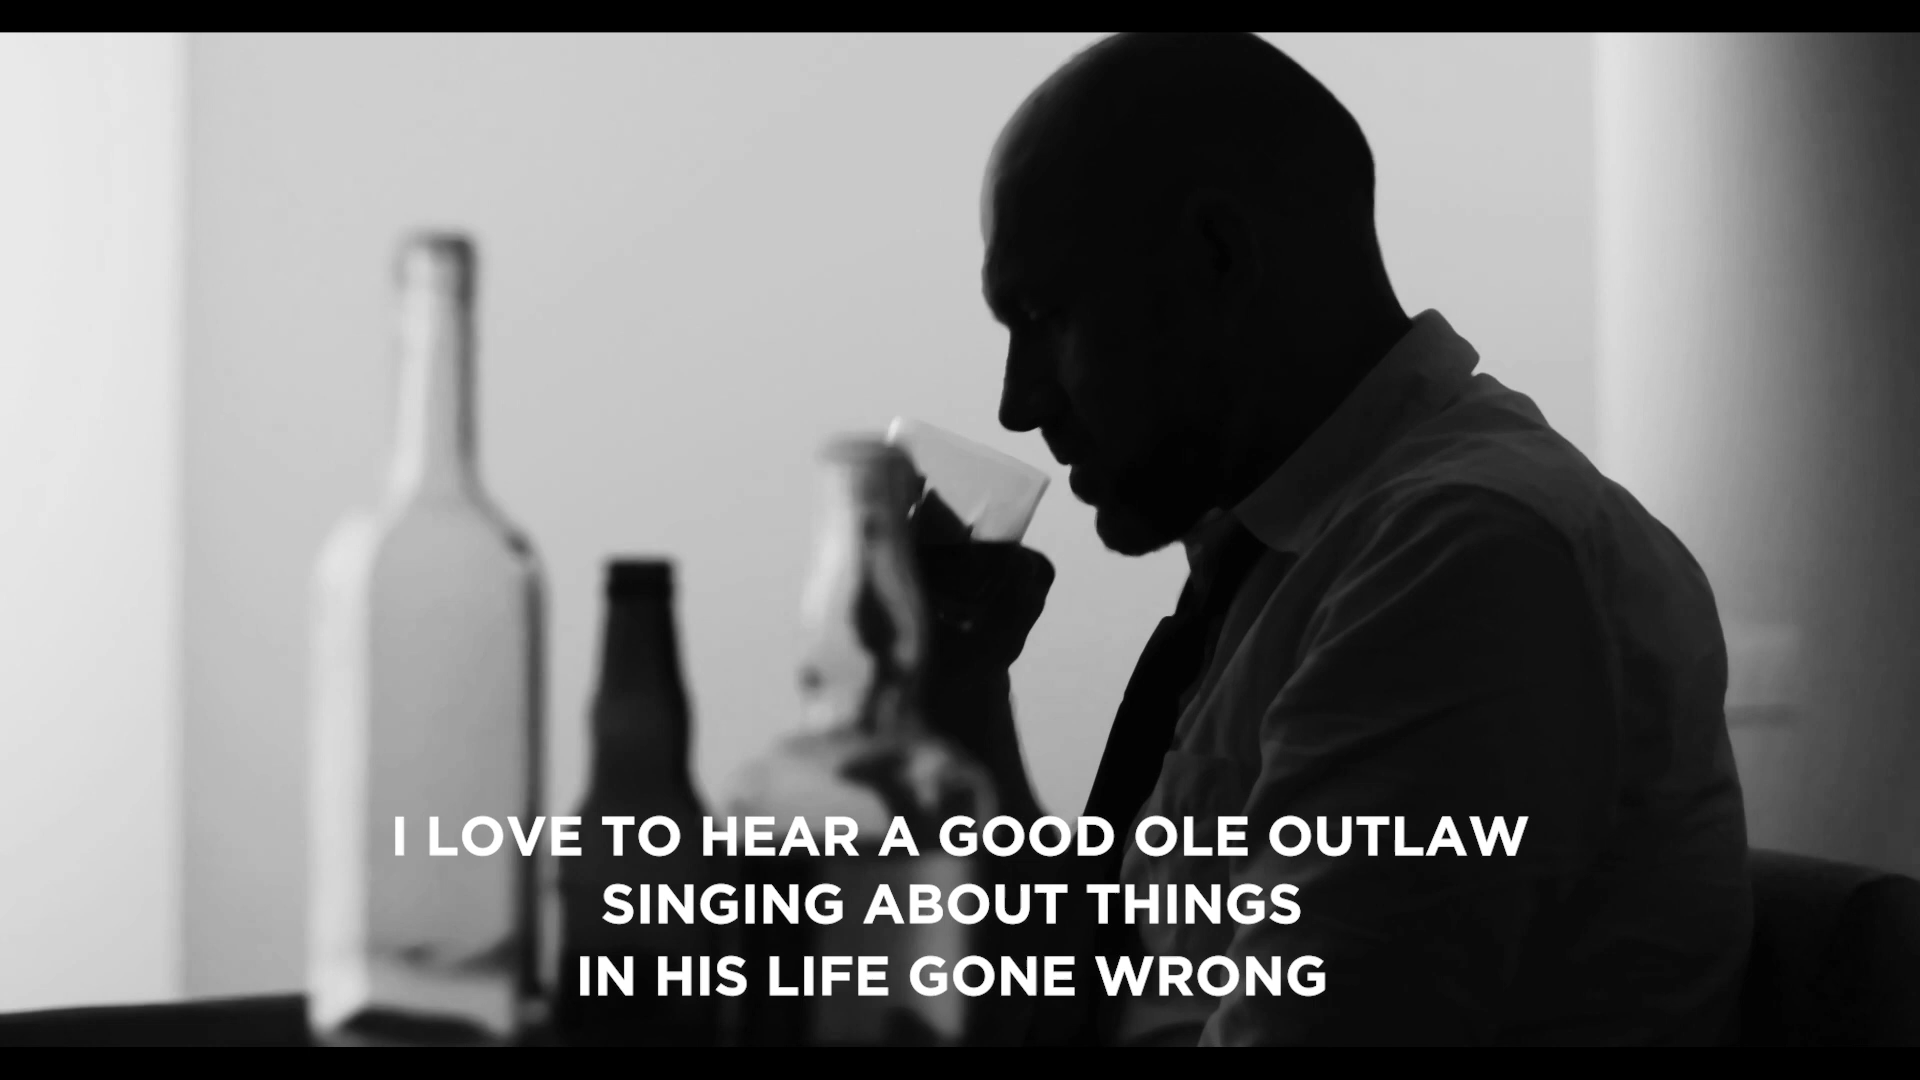 I LOVE TO HEAR A GOOD OLE OUTLAW
SINGING ABOUT THINGS
IN HIS LIFE GONE WRONG